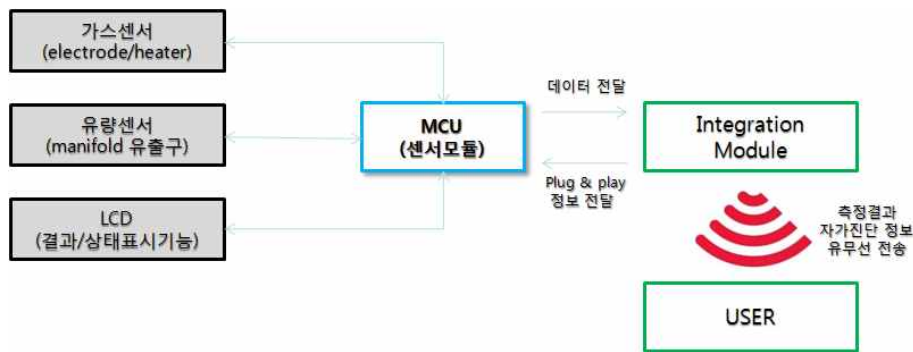 가스센서
(electrode/heater)
유량센서
(manifold 유출구)
LCD
(결과/상태표시기능)
MCU
(센서모듈)
데이터 전달
Plug & play
정보 전달
Integration
Module
측정결과
자가진단 정보
유무선 전송
USER